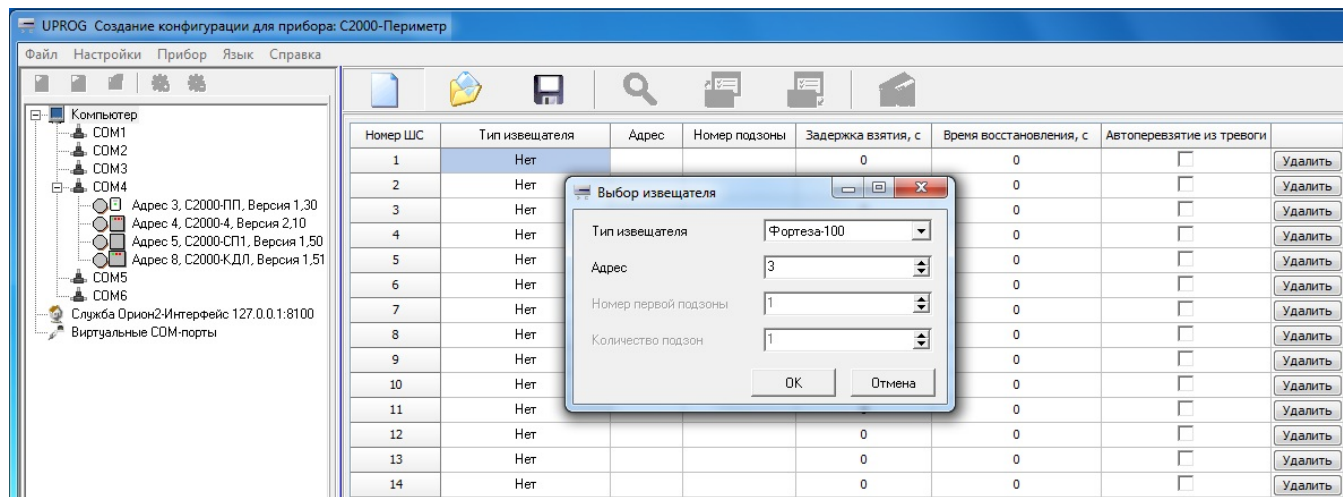 UPROG Создание конфигурации для прибора: С2000-Периметр
Файл Настройки Прибор Язык Справка
Компьютер
COM1
COM2
COM3
COM4
Адрес 3, С2000-ПП, Версия 1,30
Адрес 4, С2000-4, Версия 2,10
Адрес 5, С2000-СП1, Версия 1,50
Адрес 8, С2000-КДЛ, Версия 1,51
COM5
COM6
Служба Орион2-Интерфейс 127.0.0.1:8100
Виртуальные COM-порты
Номер ШС Тип извещателя Адрес Номер подзоны Задержка взятия, с Время восстановления, с Автоперевзятие из тревоги
1 Нет 0 0 Удалить
2 Нет 0 Удалить
3 Нет 0 Удалить
4 Нет 0 Удалить
5 Нет 0 Удалить
6 Нет 0 Удалить
7 Нет 0 Удалить
8 Нет 0 Удалить
9 Нет 0 Удалить
10 Нет 0 Удалить
11 Нет 0 Удалить
12 Нет 0 0 Удалить
13 Нет 0 0 Удалить
14 Нет 0 0 Удалить
Выбор извещателя
Тип извещателя Фортеза-100
Адрес 3
Номер первой подзоны 1
Количество подзон 1
OK Отмена